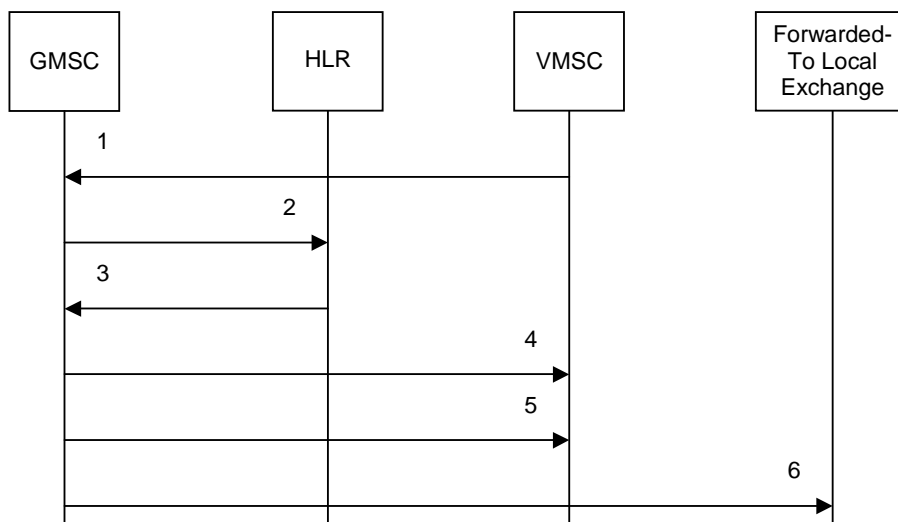 GMSC
HLR
VMSC
Forwarded-
To Local
Exchange
1
2
3
4
5
6